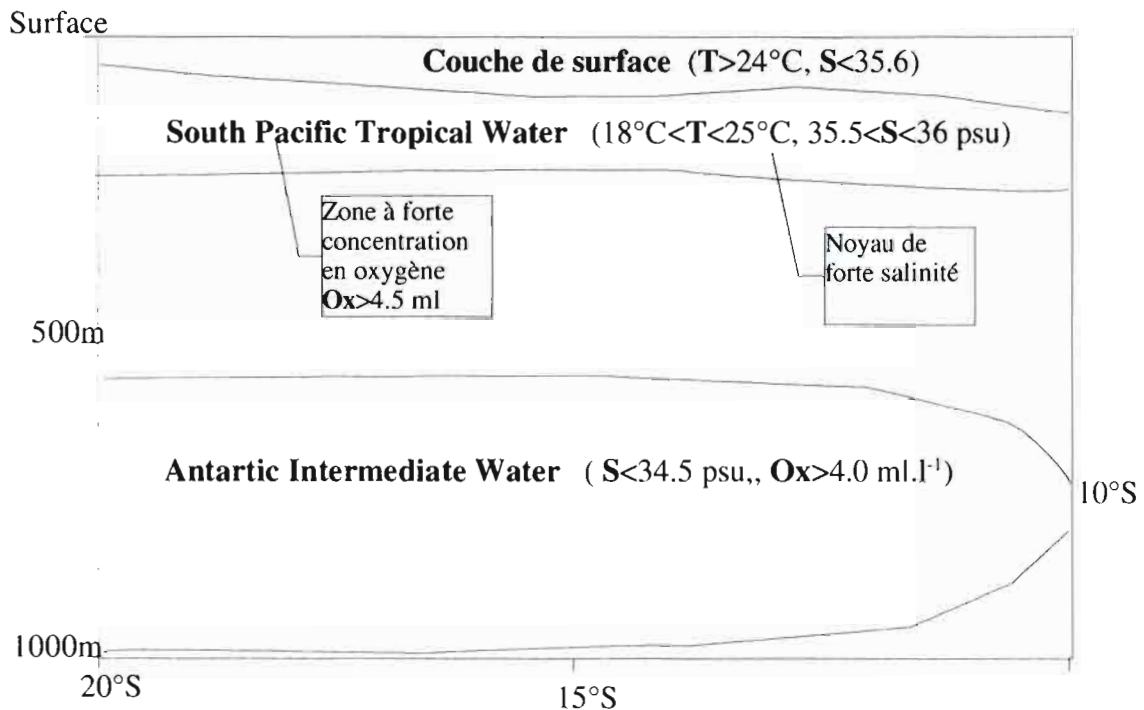 Surface
Couche de surface (T>24°C, S<35.6)
South Pacific Tropical Water (18°C<T<25°C, 35.5<S<36 psu)
Zone à forte
concentration
en oxygène
Ox>4.5 ml
Noyau de
forte salinité
500m
Antartic Intermediate Water ( S<34.5 psu,, Ox>4.0 ml.l⁻¹)
10°S
1000m
20°S
15°S